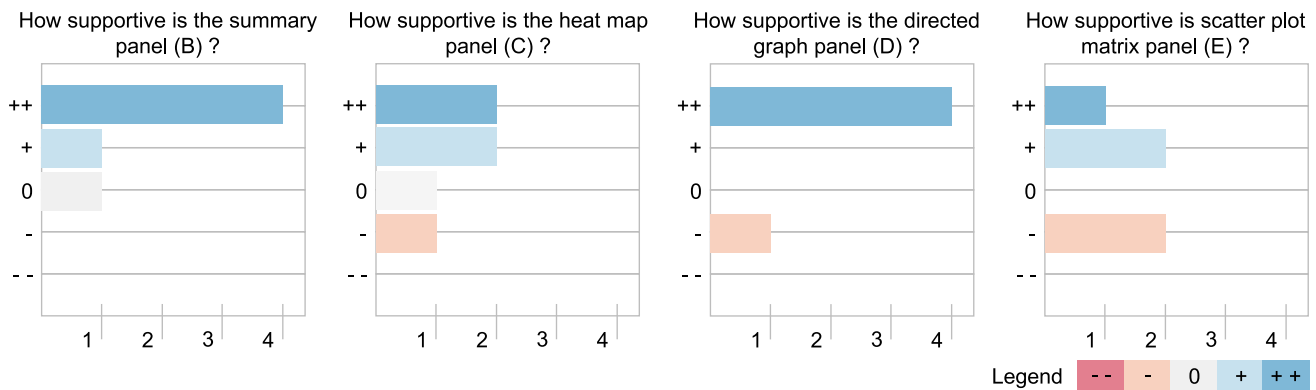 How supportive is the summary
panel (B) ?
++
+
0
-
--
1 2 3 4
How supportive is the heat map
panel (C) ?
++
+
0
-
--
1 2 3 4
How supportive is the directed
graph panel (D) ?
++
+
0
-
--
1 2 3 4
How supportive is scatter plot
matrix panel (E) ?
++
+
0
-
--
1 2 3 4
Legend -- - 0 + ++